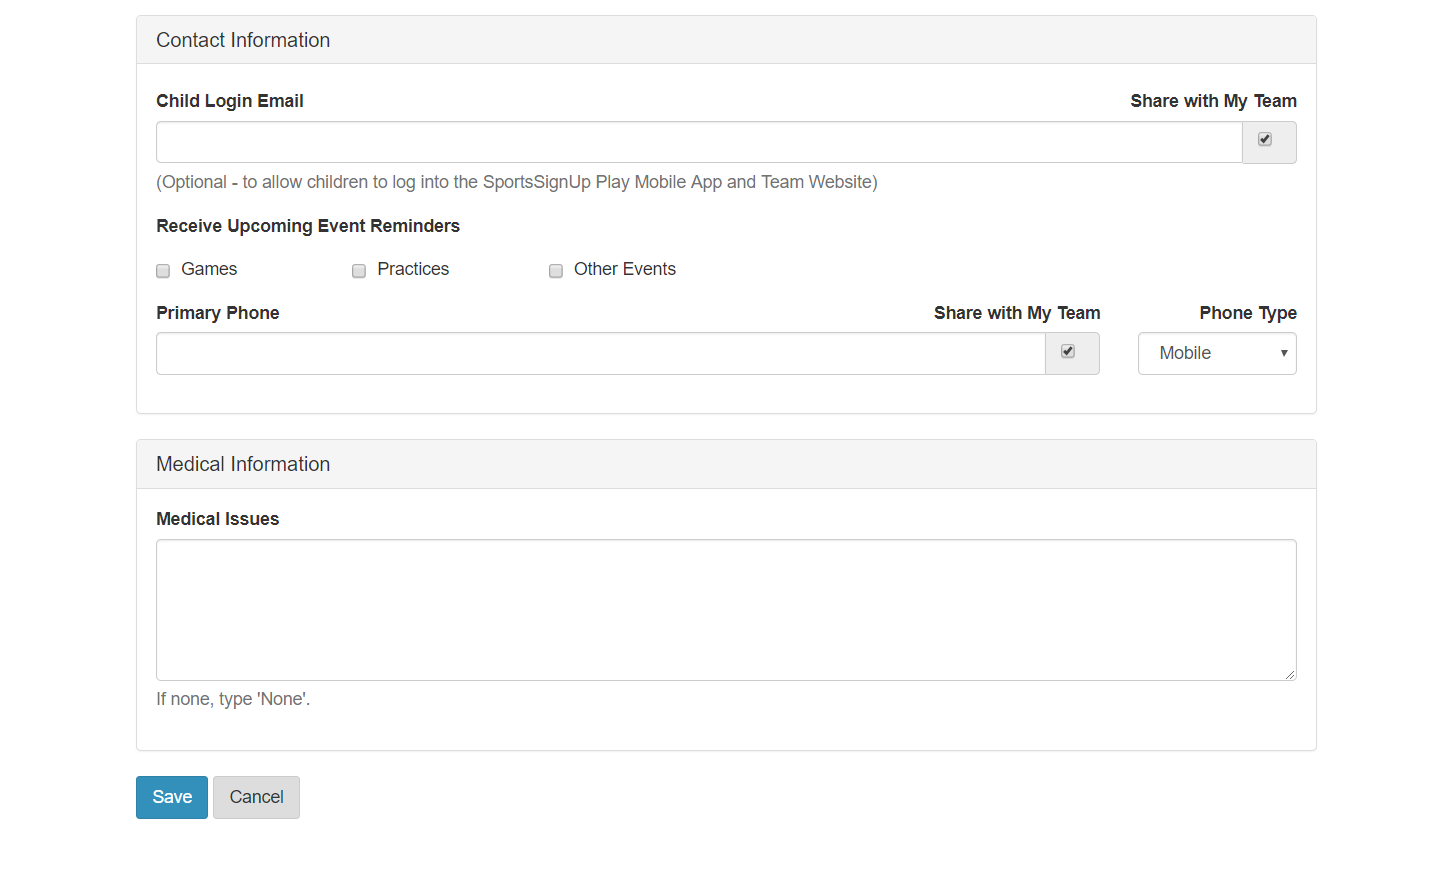 Contact Information
Child Login Email Share with My Team
(Optional - to allow children to log into the SportsSignUp Play Mobile App and Team Website)
Receive Upcoming Event Reminders
Games Practices Other Events
Primary Phone Share with My Team Phone Type
Mobile
Medical Information
Medical Issues
If none, type 'None'.
Save Cancel